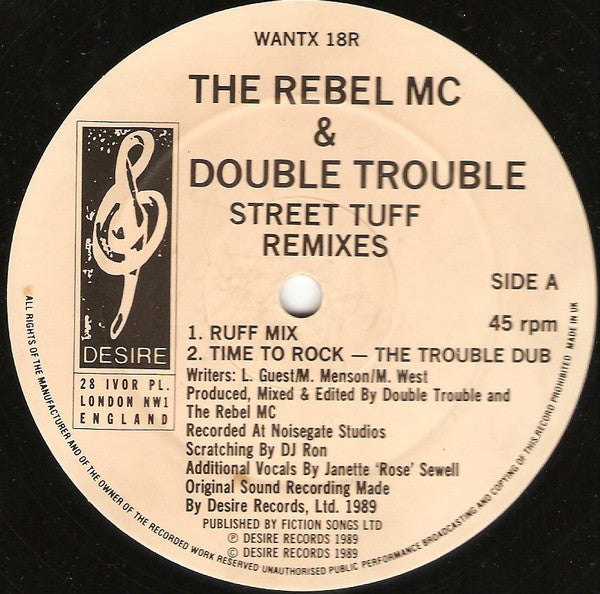 WANTX 18R
THE REBEL MC
&
DOUBLE TROUBLE
STREET TUFF
REMIXES
SIDE A
45 rpm
DESIRE
28 IVOR PL.
LONDON NW1
ENGLAND
1. RUFF MIX
2. TIME TO ROCK — THE TROUBLE DUB
Writers: L. Guest/M. Menson/M. West
Produced, Mixed & Edited By Double Trouble and
The Rebel MC
Recorded At Noisegate Studios
Scratching By DJ Ron
Additional Vocals By Janette 'Rose' Sewell
Original Sound Recording Made
By Desire Records, Ltd. 1989
PUBLISHED BY FICTION SONGS LTD
℗ DESIRE RECORDS 1989
© DESIRE RECORDS 1989
ALL RIGHTS OF THE MANUFACTURER AND OF THE OWNER OF THE RECORDED WORK RESERVED UNAUTHORISED PUBLIC PERFORMANCE BROADCASTING AND COPYING OF THIS RECORD PROHIBITED MADE IN UK